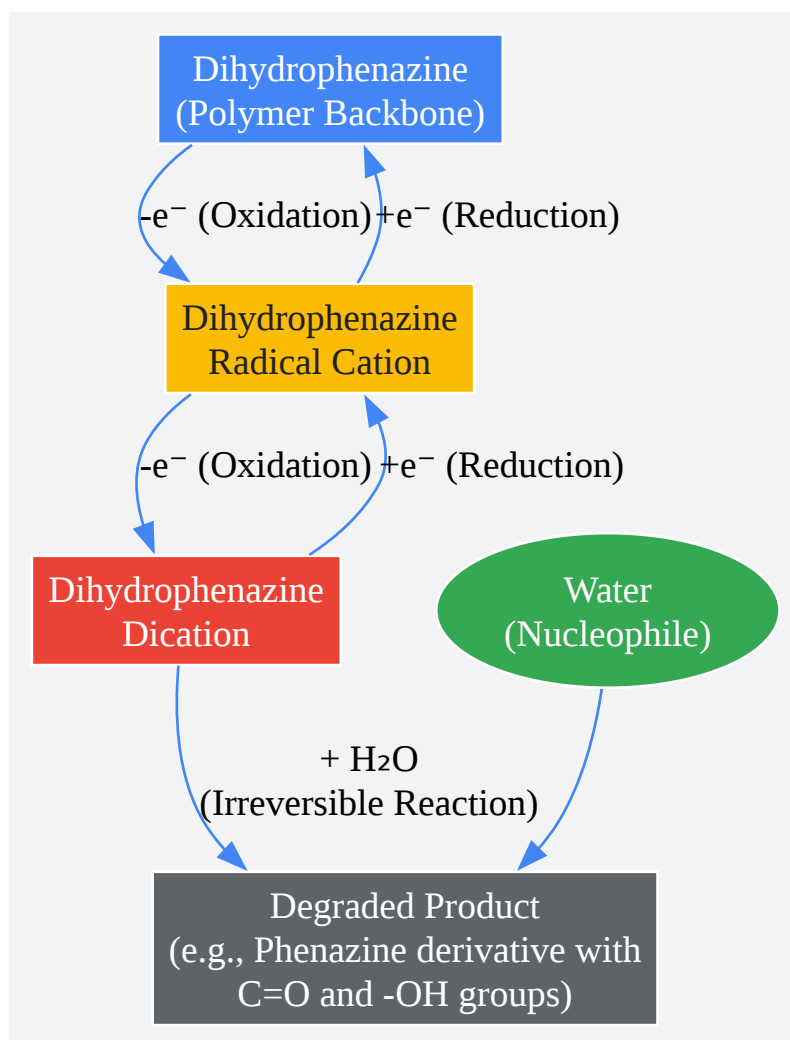 Dihydrophenazine
(Polymer Backbone)
-e⁻ (Oxidation)
+e⁻ (Reduction)
Dihydrophenazine
Radical Cation
-e⁻ (Oxidation)
+e⁻ (Reduction)
Dihydrophenazine
Dication
Water
(Nucleophile)
+ H₂O
(Irreversible Reaction)
Degraded Product
(e.g., Phenazine derivative with
C=O and -OH groups)